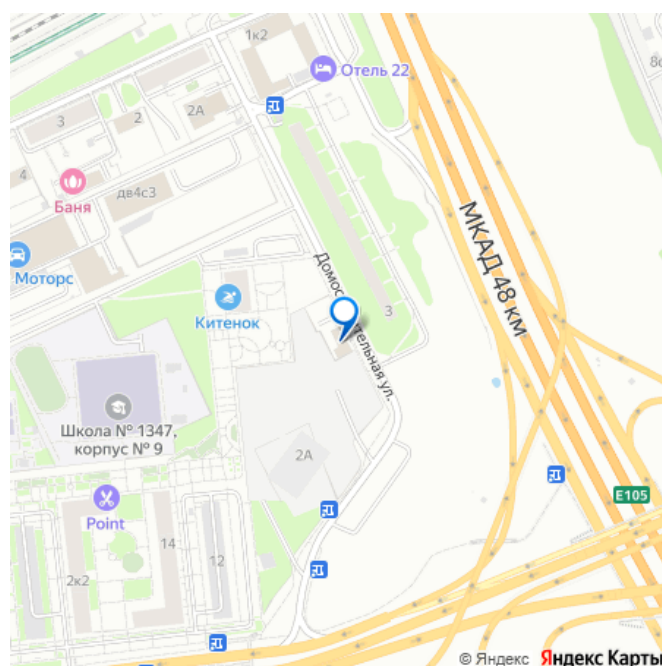 1к2
Отель 22
3
2
2А
4
Баня
дв4с3
МКАД 48 км
Моторс
Китенок
3
Школа № 1347,
корпус № 9
2А
E105
Point
14
12
2к2
© Яндекс Яндекс Карты